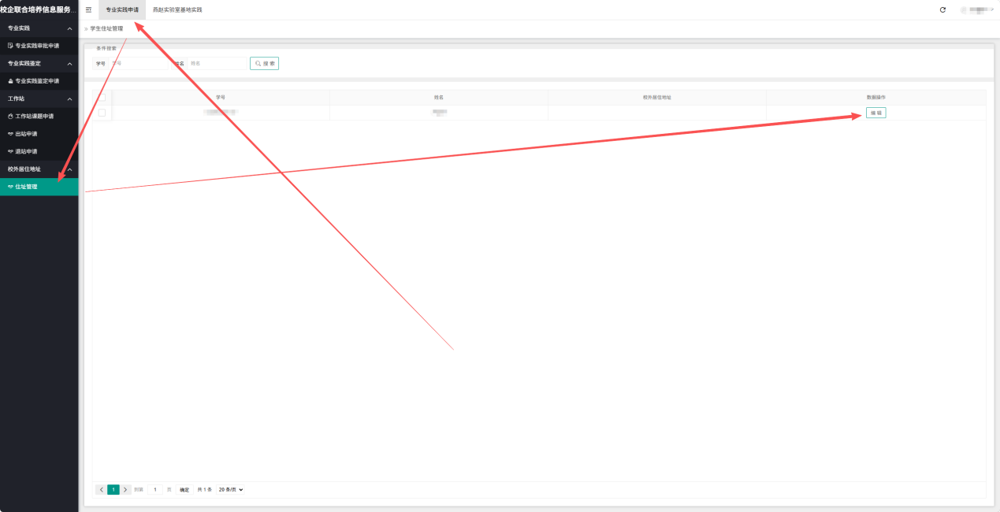 校企联合培养信息服务...
专业实践申请
燕赵实验室基地实践
专业实践
专业实践审批申请
专业实践鉴定
专业实践鉴定申请
工作站
工作站课题申请
出站申请
退站申请
校外居住地址
住址管理
» 学生住址管理
条件搜索
学号 学号 姓名 姓名 搜索
学号 姓名 校外居住地址 数据操作
编辑
1 到第 1 页 确定 共 1 条 20 条/页